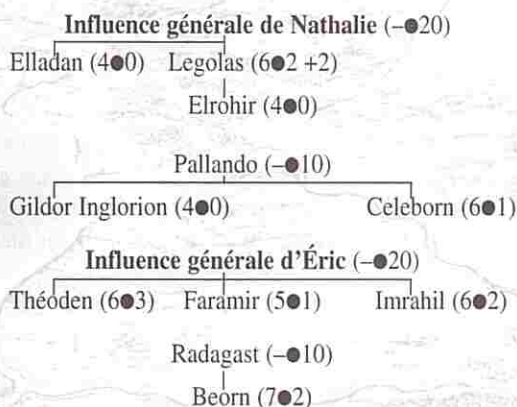 Influence générale de Nathalie (–●20)
Elladan (4●0) Legolas (6●2 +2)
Elrohir (4●0)
Pallando (–●10)
Gildor Inglorion (4●0) Celeborn (6●1)
Influence générale d'Éric (–●20)
Théoden (6●3) Faramir (5●1) Imrahil (6●2)
Radagast (–●10)
Beorn (7●2)